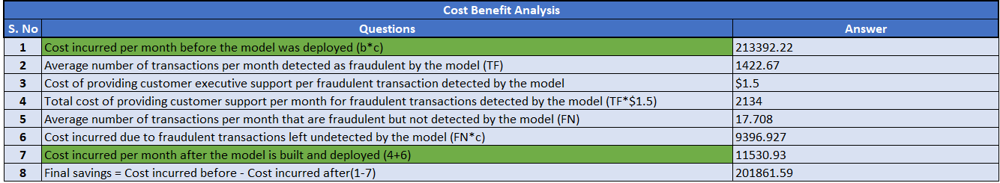 Cost Benefit Analysis
S. No Questions Answer
1 Cost incurred per month before the model was deployed (b*c) 213392.22
2 Average number of transactions per month detected as fraudulent by the model (TF) 1422.67
3 Cost of providing customer executive support per fraudulent transaction detected by the model $1.5
4 Total cost of providing customer support per month for fraudulent transactions detected by the model (TF*$1.5) 2134
5 Average number of transactions per month that are fraudulent but not detected by the model (FN) 17.708
6 Cost incurred due to fraudulent transactions left undetected by the model (FN*c) 9396.927
7 Cost incurred per month after the model is built and deployed (4+6) 11530.93
8 Final savings = Cost incurred before - Cost incurred after(1-7) 201861.59